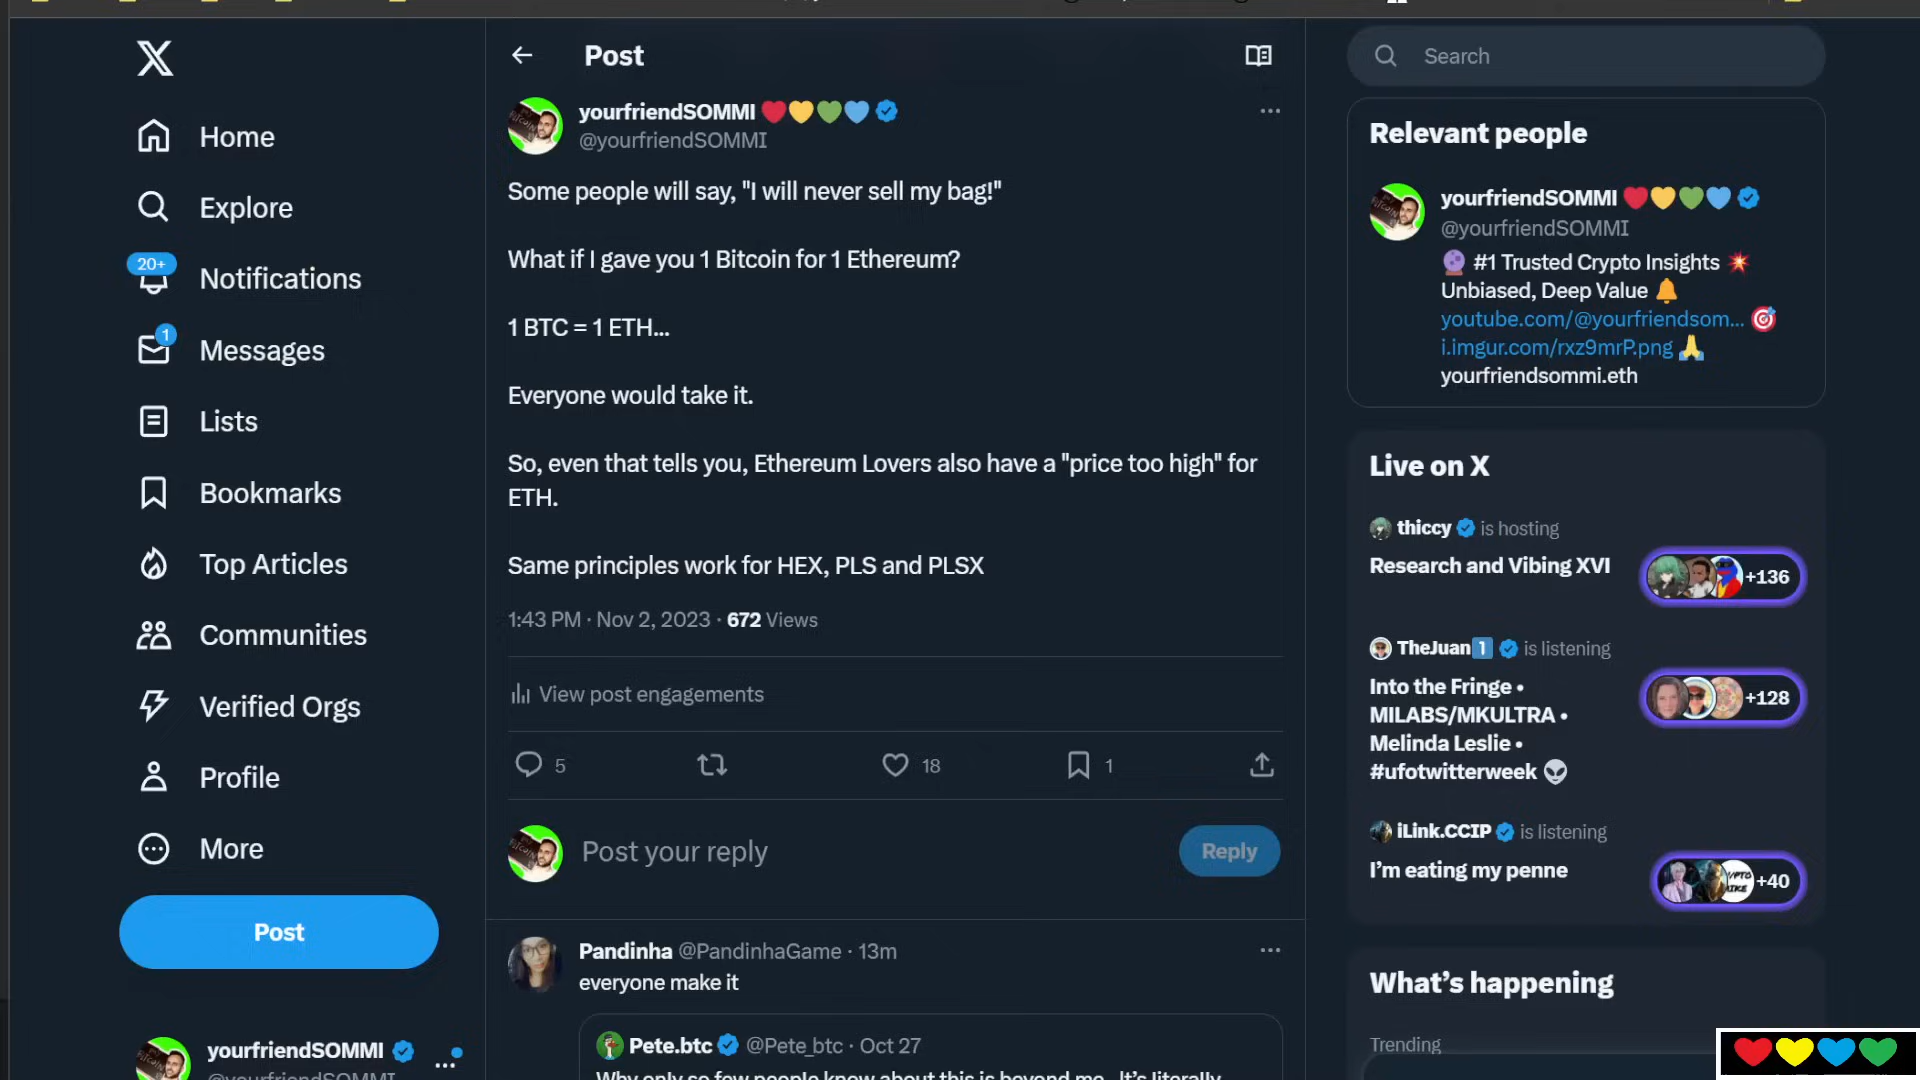 Home
Explore
20+
Notifications
1
Messages
Lists
Bookmarks
Top Articles
Communities
Verified Orgs
Profile
More
Post
yourfriendSOMMI
@yourfriendSOMMI
Post
yourfriendSOMMI
@yourfriendSOMMI
Some people will say, "I will never sell my bag!"
What if I gave you 1 Bitcoin for 1 Ethereum?
1 BTC = 1 ETH...
Everyone would take it.
So, even that tells you, Ethereum Lovers also have a "price too high" for
ETH.
Same principles work for HEX, PLS and PLSX
1:43 PM · Nov 2, 2023 · 672 Views
View post engagements
5
18
1
Post your reply
Reply
Pandinha @PandinhaGame · 13m
everyone make it
Pete.btc @Pete_btc · Oct 27
Why only so few people know about this is beyond me. It's literally
Search
Relevant people
yourfriendSOMMI
@yourfriendSOMMI
#1 Trusted Crypto Insights
Unbiased, Deep Value
youtube.com/@yourfriendsom...
i.imgur.com/rxz9mrP.png
yourfriendsommi.eth
Live on X
thiccy is hosting
Research and Vibing XVI
+136
TheJuan1 is listening
Into the Fringe •
MILABS/MKULTRA •
Melinda Leslie •
#ufotwitterweek
+128
iLink.CCIP is listening
I'm eating my penne
+40
What's happening
Trending